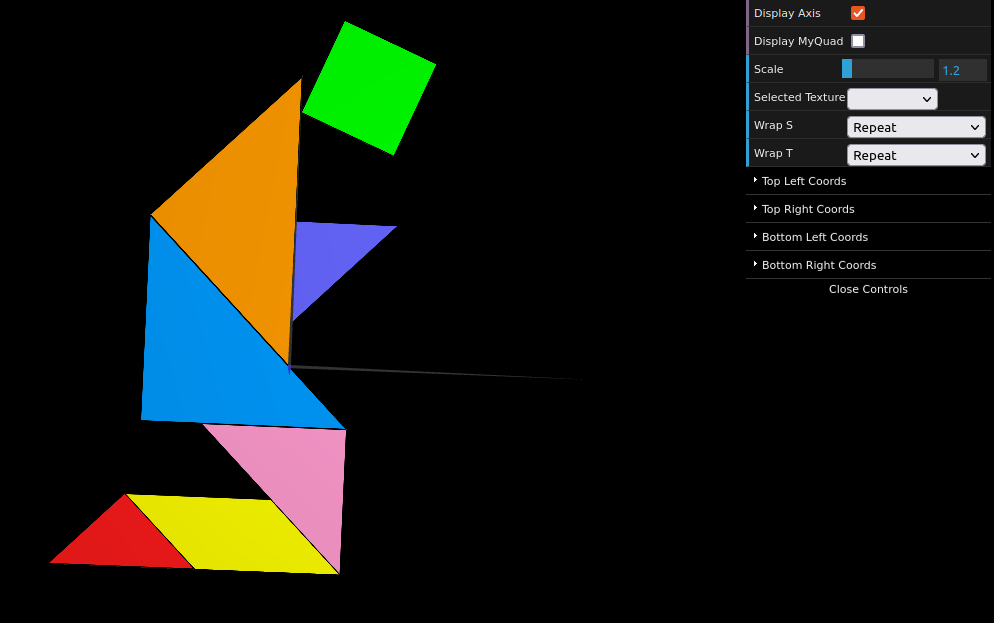 Display Axis
Display MyQuad
Scale 1.2
Selected Texture
Wrap S Repeat
Wrap T Repeat
Top Left Coords
Top Right Coords
Bottom Left Coords
Bottom Right Coords
Close Controls